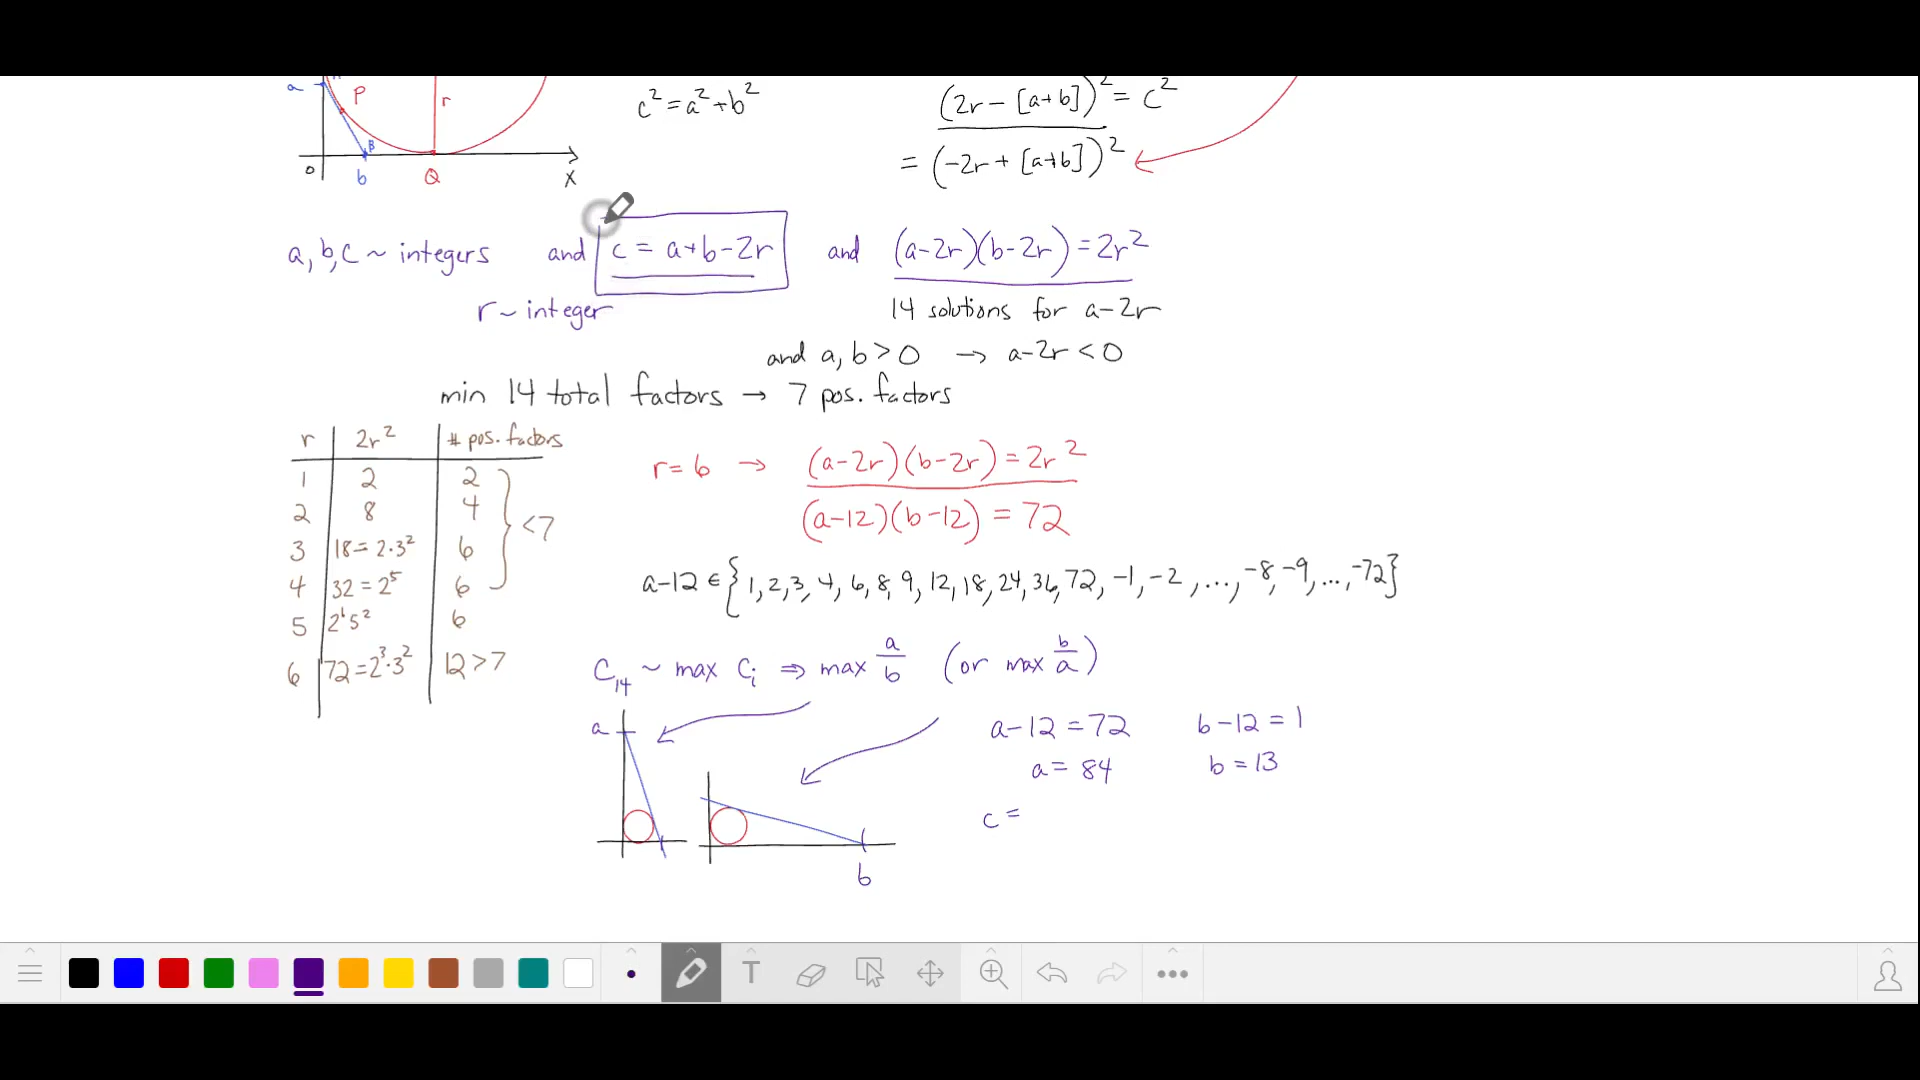 a
P
r
B
O
b
Q
X
c² = a² + b²
(2r - [a+b])² = c²
= (-2r + [a+b])²
a, b, c ~ integers and c = a+b-2r and (a-2r)(b-2r) = 2r²
r ~ integer
14 solutions for a-2r
and a, b > 0 → a-2r < 0
min 14 total factors → 7 pos. factors
r 2r² # pos. factors
1 2 2
2 8 4
3 18 = 2·3² 6
4 32 = 2⁵ 6
<7
5 2¹5² 6
6 72 = 2³·3² 12 > 7
r = 6 → (a-2r)(b-2r) = 2r²
(a-12)(b-12) = 72
a-12 ∈ {1, 2, 3, 4, 6, 8, 9, 12, 18, 24, 36, 72, -1, -2, ..., -8, -9, ..., -72}
C₁₄ ~ max Cᵢ ⇒ max a/b (or max b/a)
a
b
a-12 = 72 b-12 = 1
a = 84 b = 13
c =
T